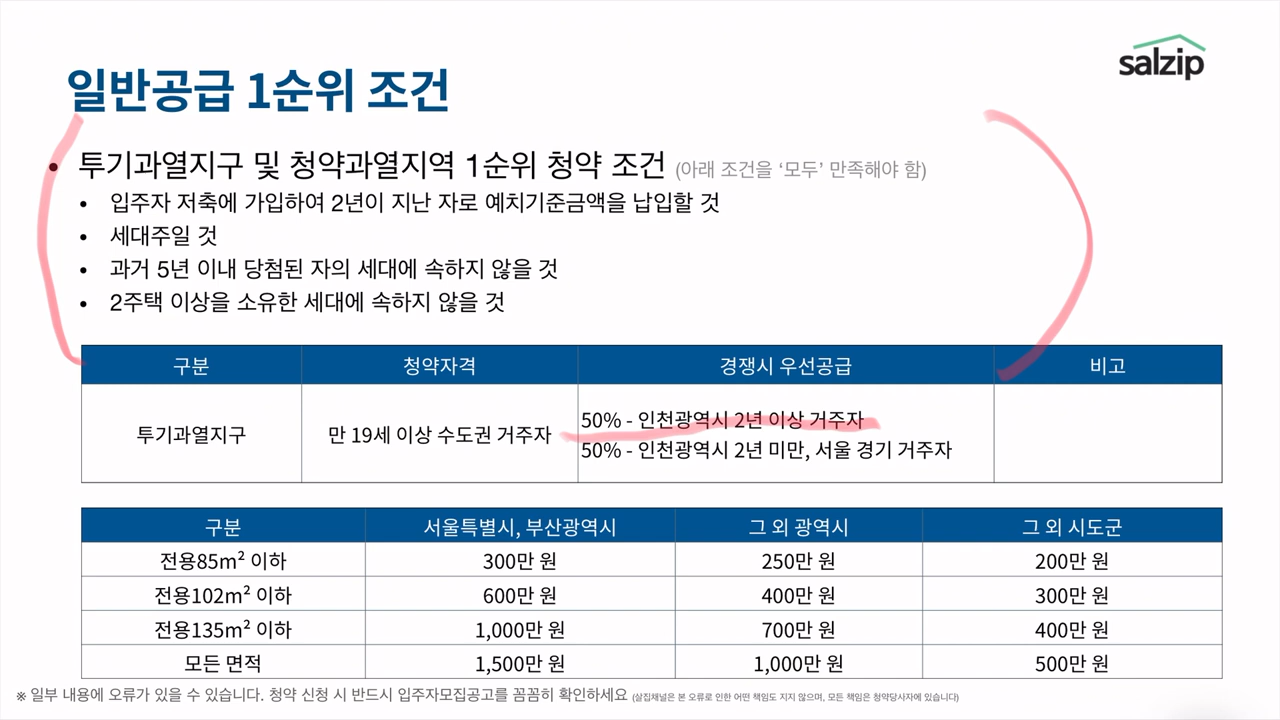 salzip
일반공급 1순위 조건
• 투기과열지구 및 청약과열지역 1순위 청약 조건 (아래 조건을 ‘모두’ 만족해야 함)
• 입주자 저축에 가입하여 2년이 지난 자로 예치기준금액을 납입할 것
• 세대주일 것
• 과거 5년 이내 당첨된 자의 세대에 속하지 않을 것
• 2주택 이상을 소유한 세대에 속하지 않을 것
구분 청약자격 경쟁시 우선공급 비고
투기과열지구 만 19세 이상 수도권 거주자 50% - 인천광역시 2년 이상 거주자
50% - 인천광역시 2년 미만, 서울 경기 거주자
구분 서울특별시, 부산광역시 그 외 광역시 그 외 시도군
전용85m² 이하 300만 원 250만 원 200만 원
전용102m² 이하 600만 원 400만 원 300만 원
전용135m² 이하 1,000만 원 700만 원 400만 원
모든 면적 1,500만 원 1,000만 원 500만 원
※ 일부 내용에 오류가 있을 수 있습니다. 청약 신청 시 반드시 입주자모집공고를 꼼꼼히 확인하세요 (살집채널은 본 오류로 인한 어떤 책임도 지지 않으며, 모든 책임은 청약당사자에 있습니다)